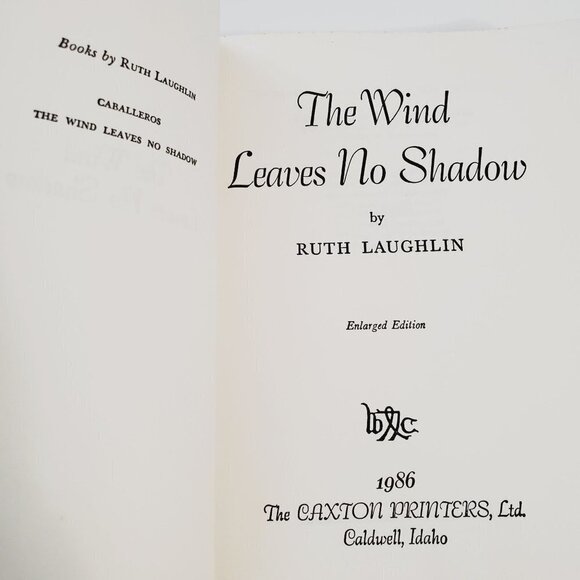 Books by RUTH LAUGHLIN
CABALLEROS
THE WIND LEAVES NO SHADOW
The Wind
Leaves No Shadow
by
RUTH LAUGHLIN
Enlarged Edition
1986
The CAXTON PRINTERS, Ltd.
Caldwell, Idaho